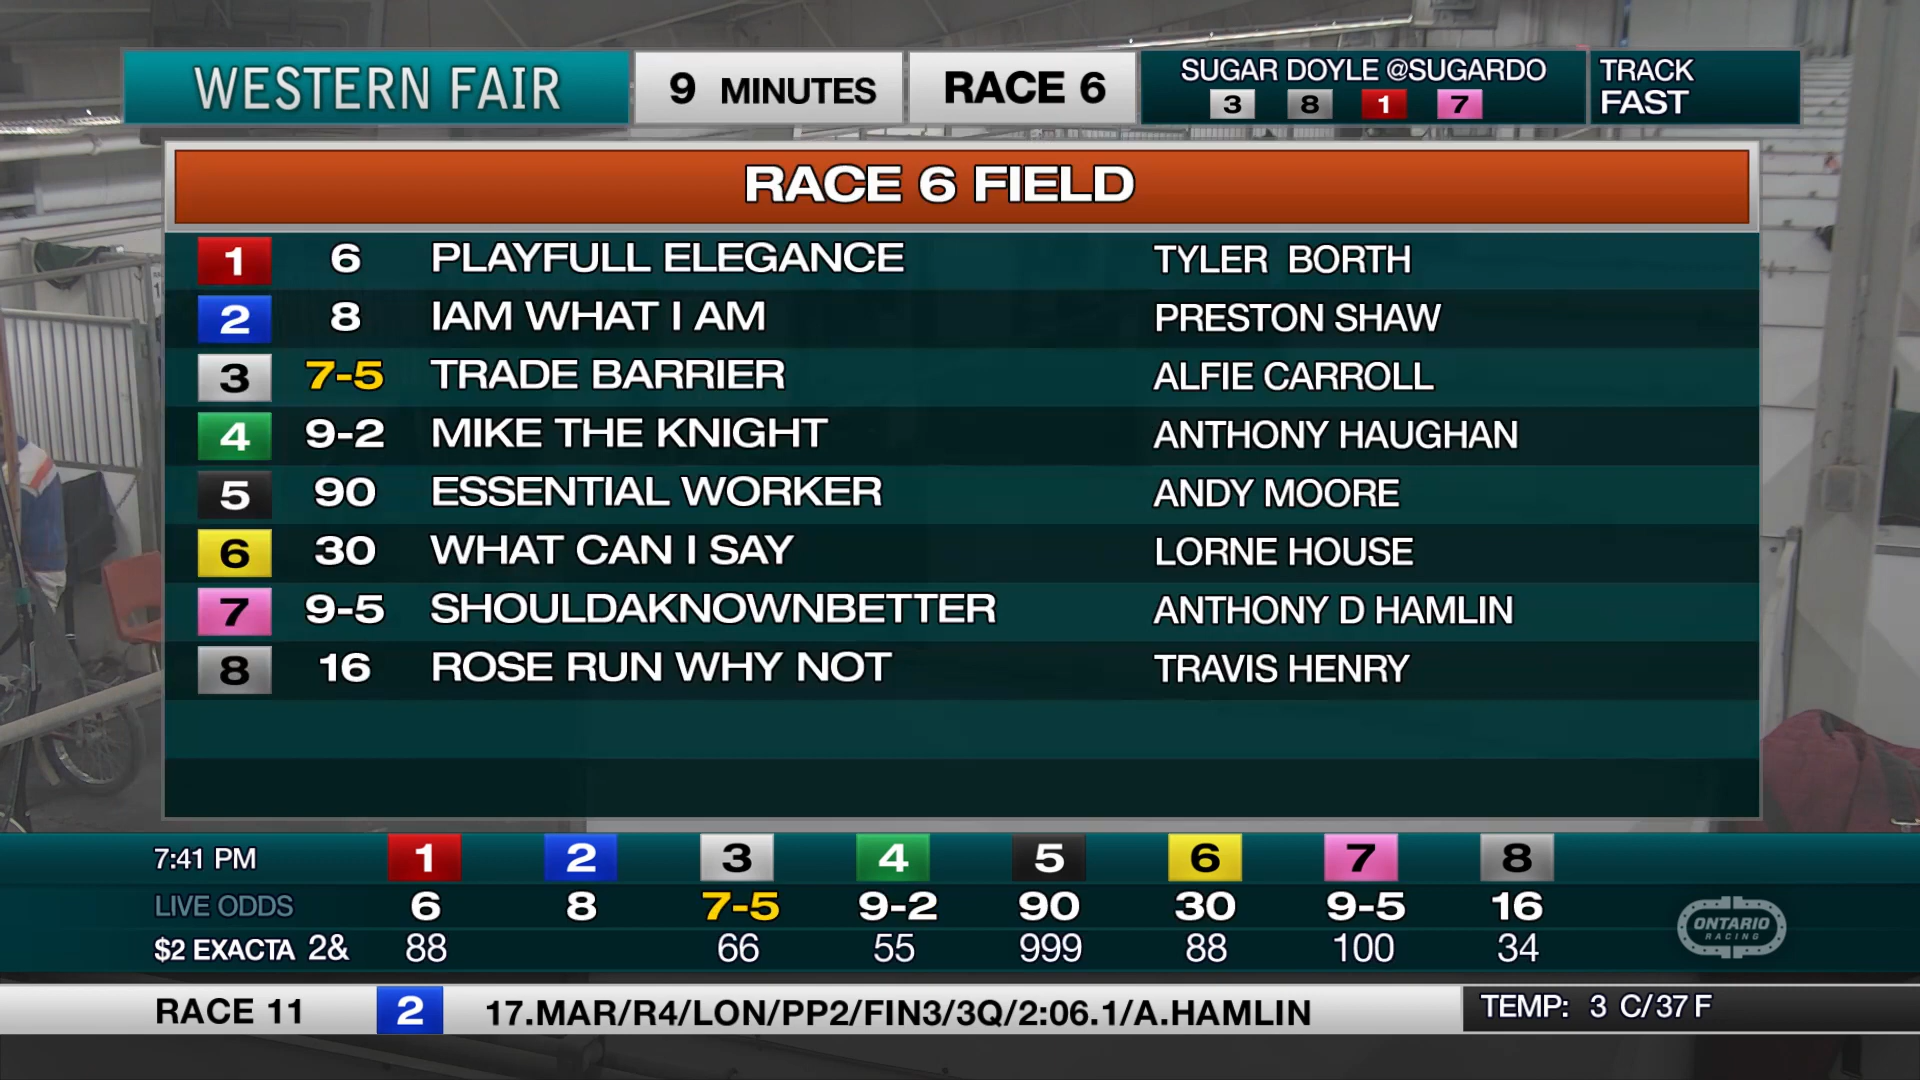 WESTERN FAIR
9 MINUTES
RACE 6
SUGAR DOYLE @SUGARDO
3 8 1 7
TRACK
FAST
RACE 6 FIELD
1 6 PLAYFULL ELEGANCE TYLER BORTH
2 8 IAM WHAT I AM PRESTON SHAW
3 7-5 TRADE BARRIER ALFIE CARROLL
4 9-2 MIKE THE KNIGHT ANTHONY HAUGHAN
5 90 ESSENTIAL WORKER ANDY MOORE
6 30 WHAT CAN I SAY LORNE HOUSE
7 9-5 SHOULDAKNOWNBETTER ANTHONY D HAMLIN
8 16 ROSE RUN WHY NOT TRAVIS HENRY
7:41 PM 1 2 3 4 5 6 7 8
LIVE ODDS 6 8 7-5 9-2 90 30 9-5 16
$2 EXACTA 2& 88 66 55 999 88 100 34
ONTARIO
RACING
RACE 11 2 17.MAR/R4/LON/PP2/FIN3/3Q/2:06.1/A.HAMLIN
TEMP: 3 C/37 F